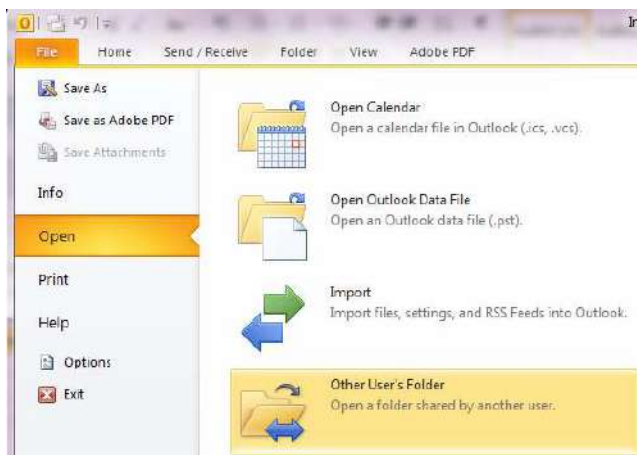 File Home Send / Receive Folder View Adobe PDF
Save As
Save as Adobe PDF
Save Attachments
Info
Open
Print
Help
Options
Exit
Open Calendar
Open a calendar file in Outlook (.ics, .vcs).
Open Outlook Data File
Open an Outlook data file (.pst).
Import
Import files, settings, and RSS Feeds into Outlook.
Other User's Folder
Open a folder shared by another user.